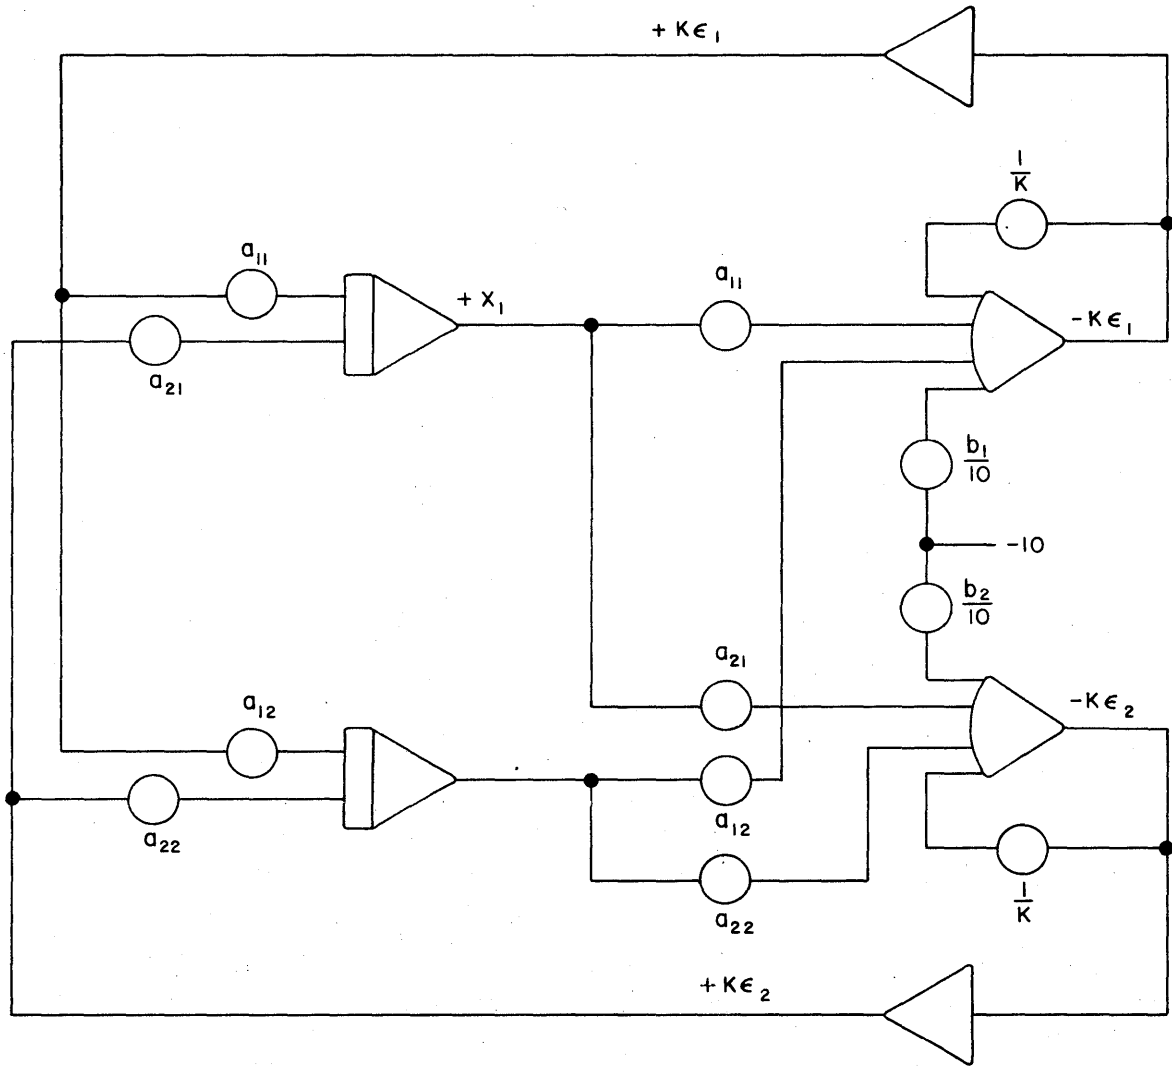 + Kϵ₁
1/K
a₁₁
+ X₁
a₁₁
- Kϵ₁
a₂₁
b₁/10
-10
b₂/10
a₂₁
a₁₂
- Kϵ₂
a₁₂
a₂₂
a₂₂
1/K
+ Kϵ₂